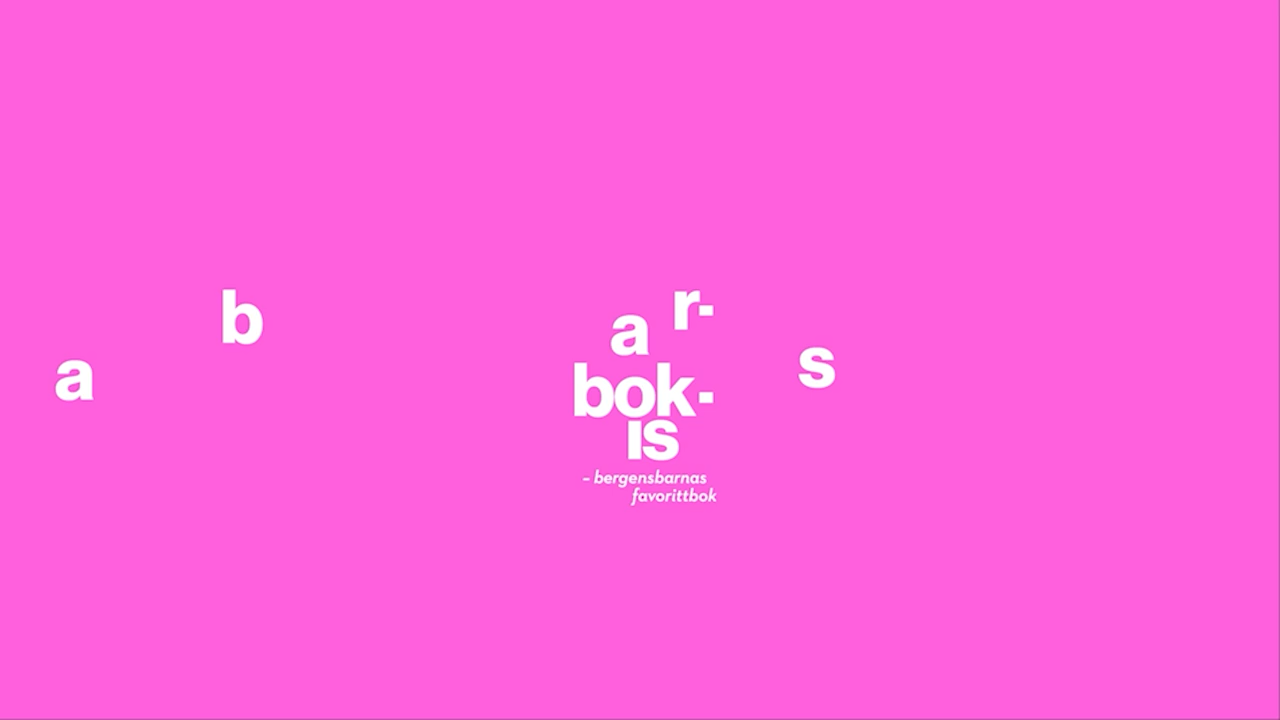 b
a
a r-
s
bok-
is
– bergensbarnas
favorittbok